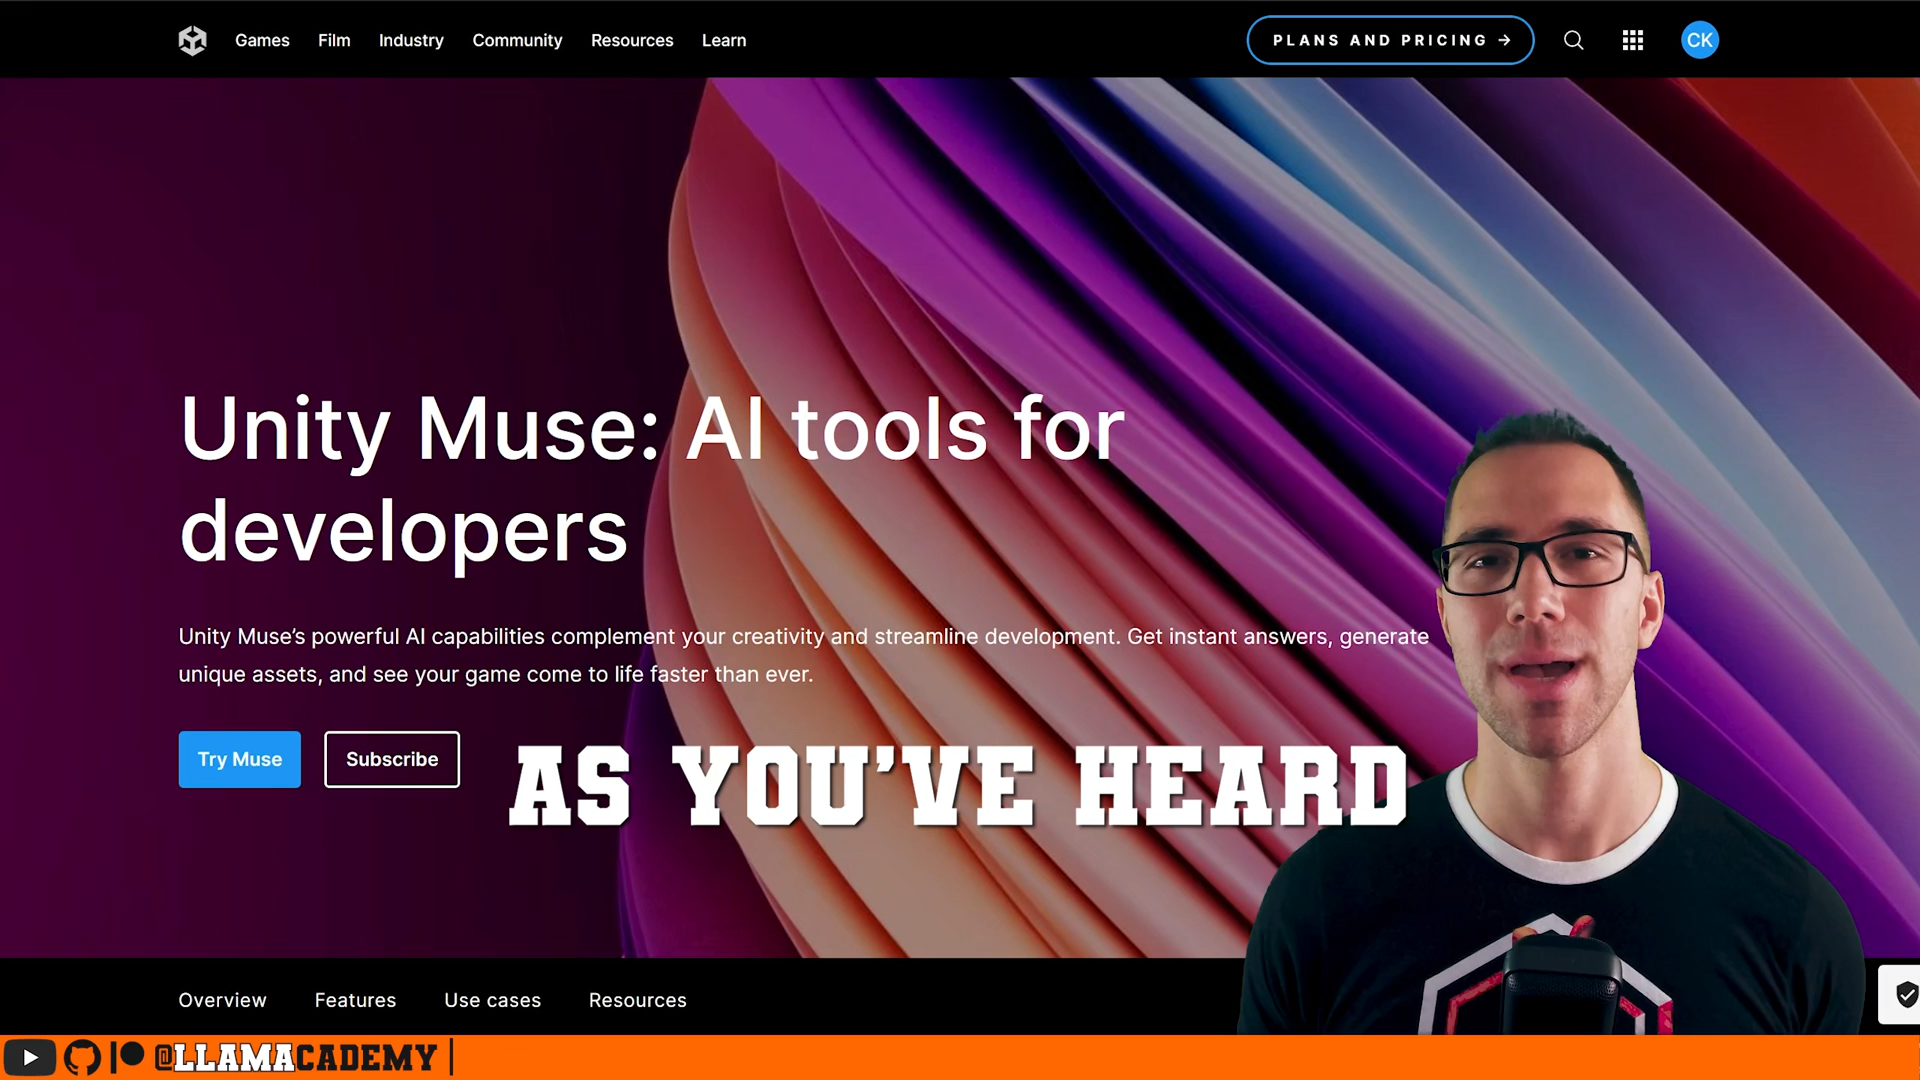 Games Film Industry Community Resources Learn PLANS AND PRICING → CK
Unity Muse: AI tools for
developers
Unity Muse’s powerful AI capabilities complement your creativity and streamline development. Get instant answers, generate
unique assets, and see your game come to life faster than ever.
Try Muse Subscribe
AS YOU’VE HEARD
Overview Features Use cases Resources
@LLAMACADEMY